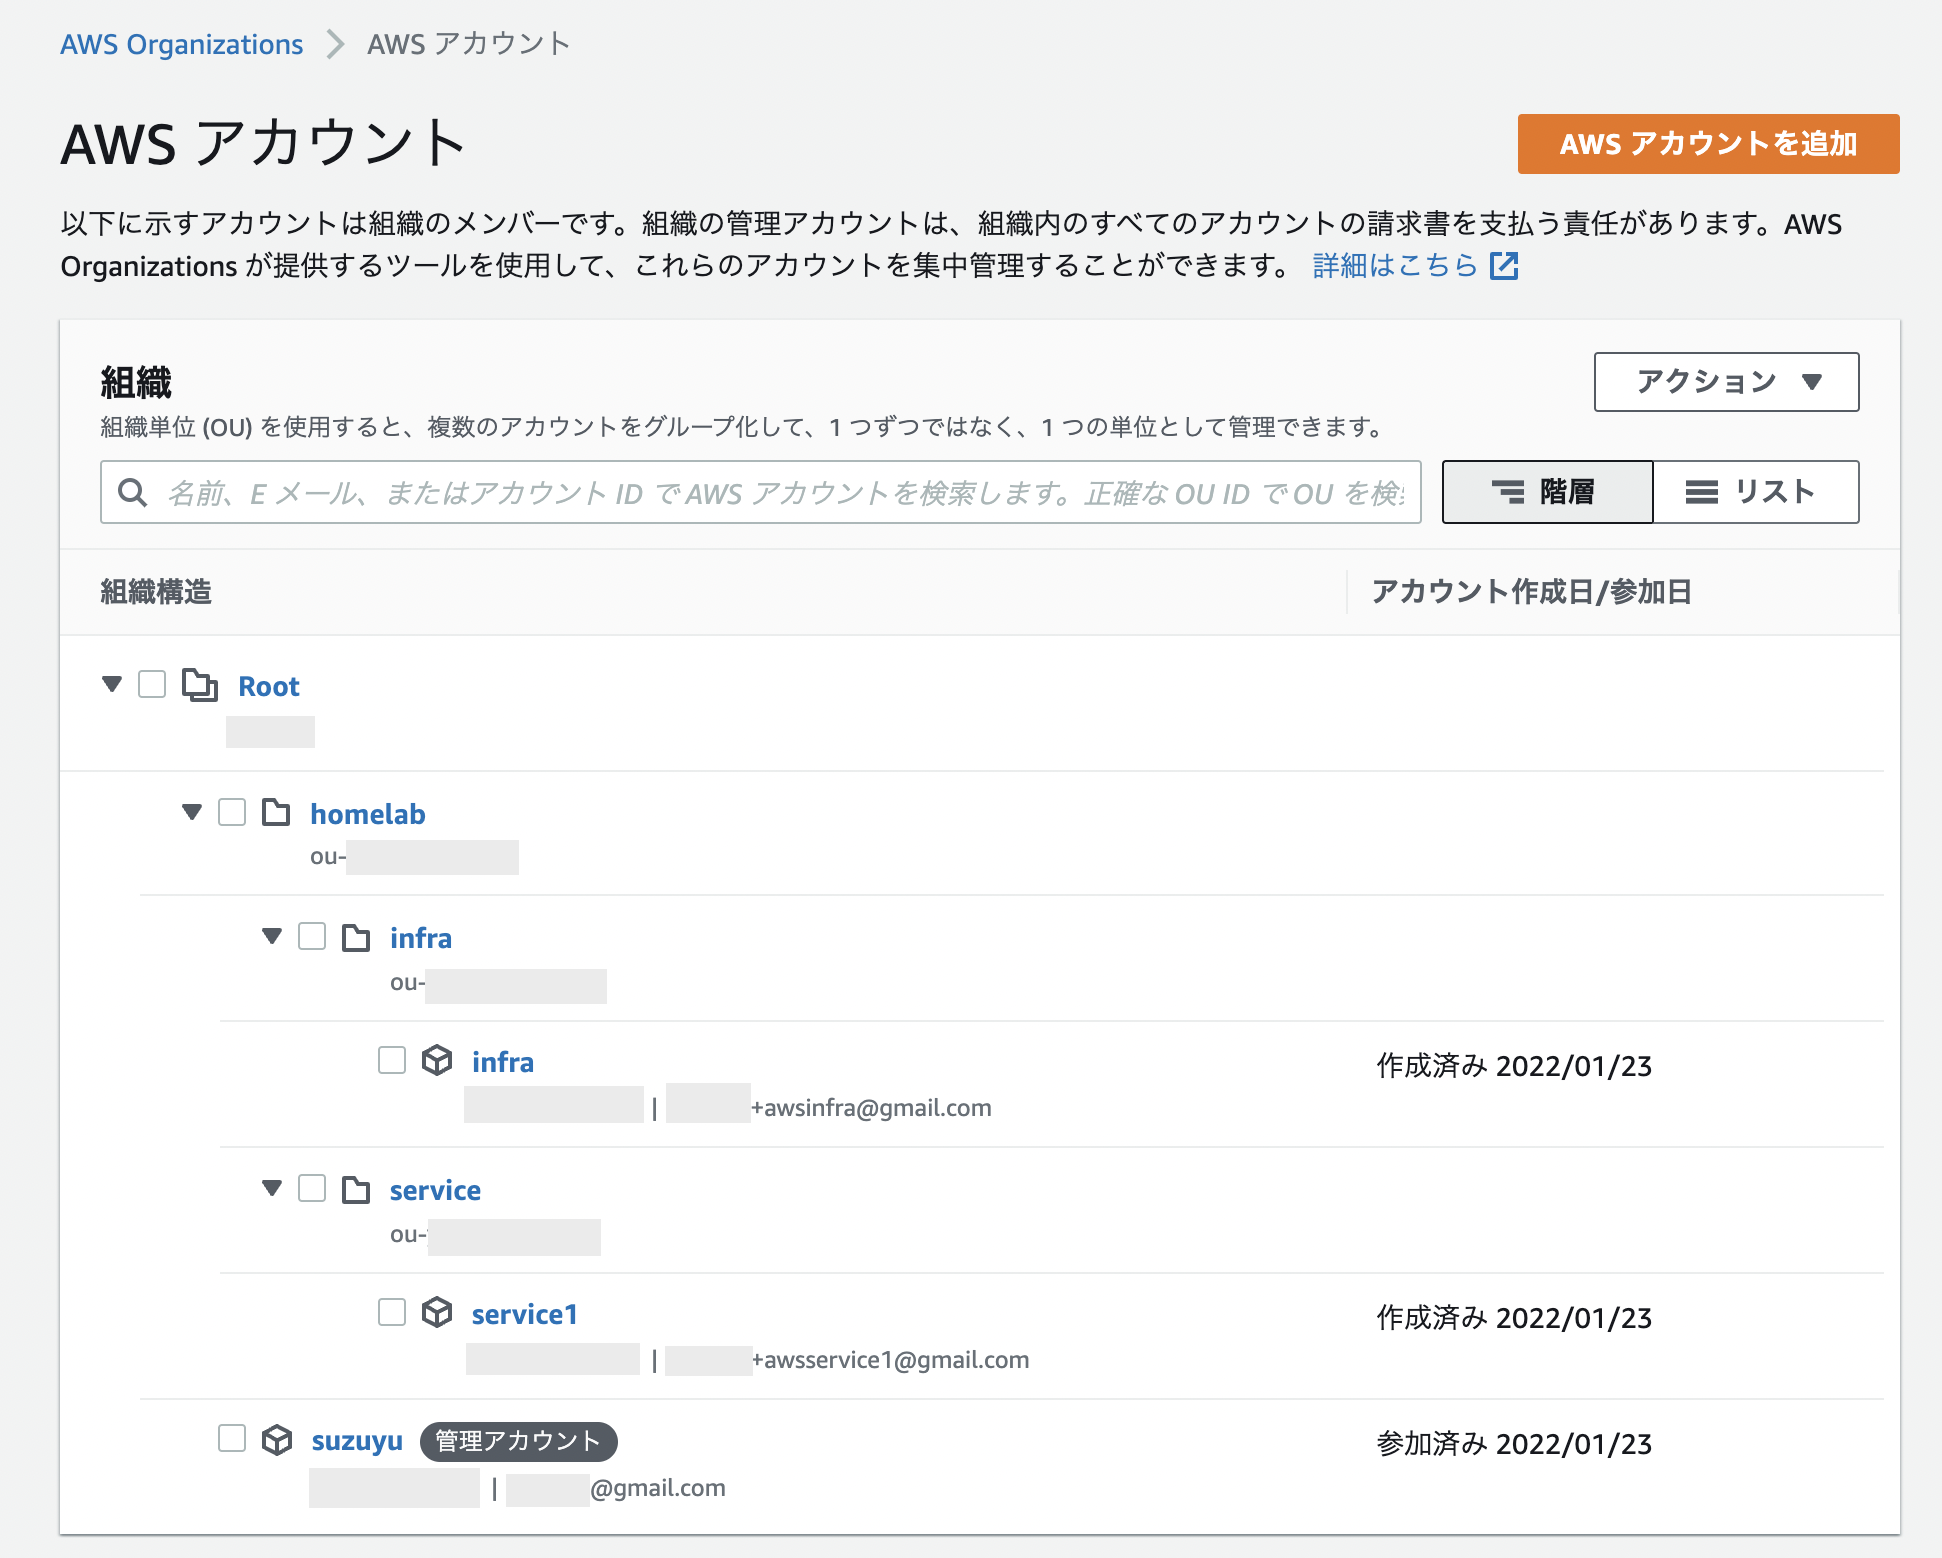 AWS Organizations > AWS アカウント
AWS アカウント
AWS アカウントを追加
以下に示すアカウントは組織のメンバーです。組織の管理アカウントは、組織内のすべてのアカウントの請求書を支払う責任があります。AWS
Organizations が提供するツールを使用して、これらのアカウントを集中管理することができます。 詳細はこちら
組織
アクション
組織単位 (OU) を使用すると、複数のアカウントをグループ化して、1 つずつではなく、1 つの単位として管理できます。
名前、E メール、またはアカウント ID で AWS アカウントを検索します。正確な OU ID で OU を検
階層
リスト
組織構造
アカウント作成日/参加日
Root
homelab
ou-
infra
ou-
infra
作成済み 2022/01/23
| +awsinfra@gmail.com
service
ou-
service1
作成済み 2022/01/23
| +awsservice1@gmail.com
suzuyu 管理アカウント
参加済み 2022/01/23
| @gmail.com